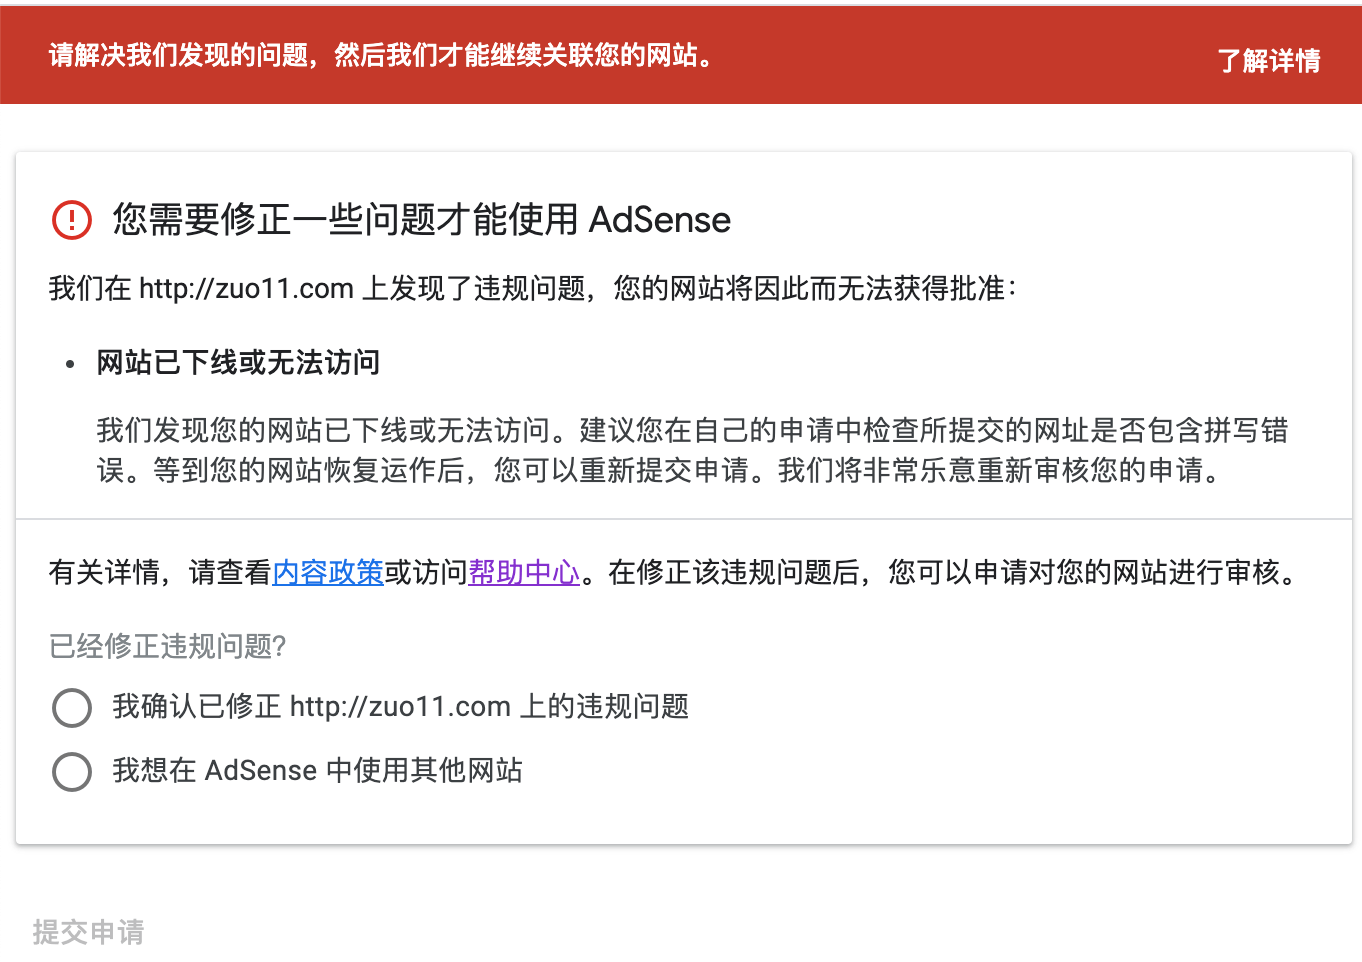 请解决我们发现的问题，然后我们才能继续关联您的网站。
了解详情
您需要修正一些问题才能使用 AdSense
我们在 http://zuo11.com 上发现了违规问题，您的网站将因此而无法获得批准：
• 网站已下线或无法访问
我们发现您的网站已下线或无法访问。建议您在自己的申请中检查所提交的网址是否包含拼写错
误。等到您的网站恢复运作后，您可以重新提交申请。我们将非常乐意重新审核您的申请。
有关详情，请查看内容政策或访问帮助中心。在修正该违规问题后，您可以申请对您的网站进行审核。
已经修正违规问题？
我确认已修正 http://zuo11.com 上的违规问题
我想在 AdSense 中使用其他网站
提交申请